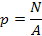 p = N/A